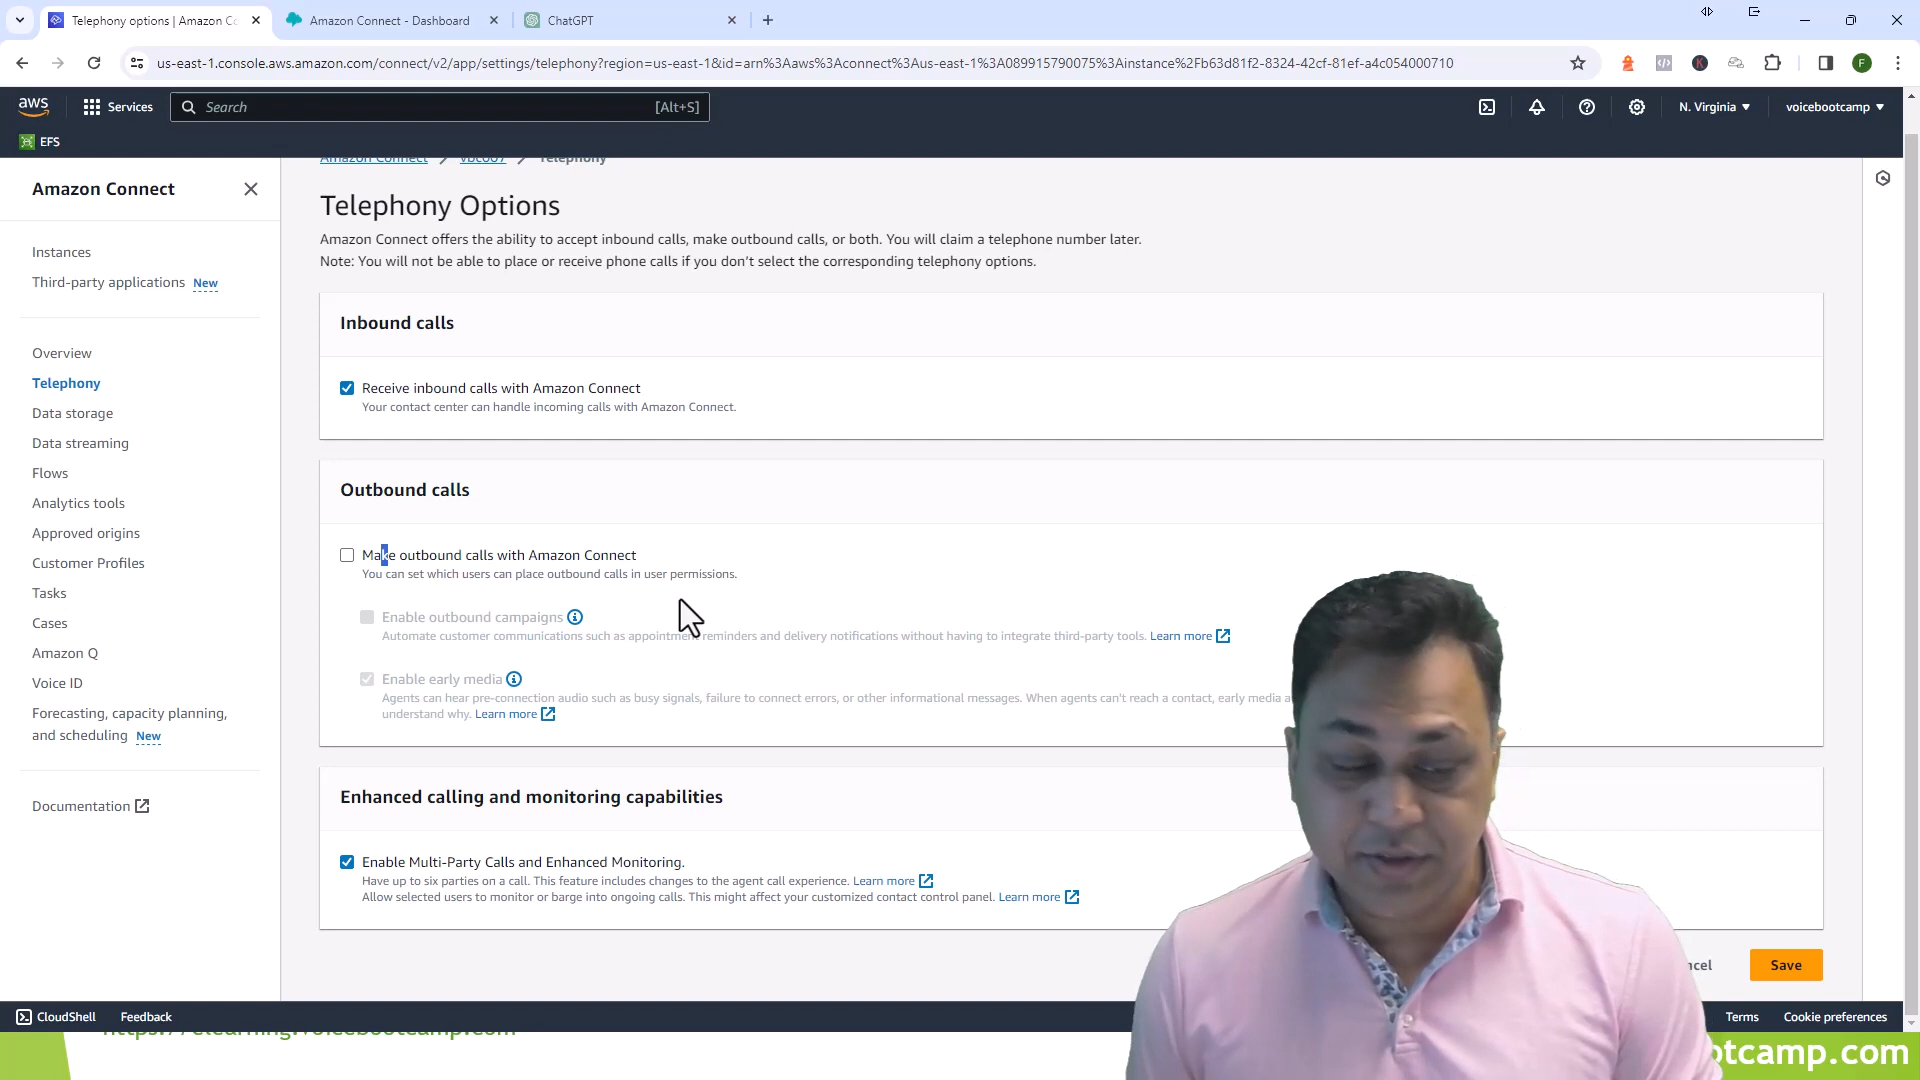 Telephony options | Amazon Co
Amazon Connect - Dashboard
ChatGPT
us-east-1.console.aws.amazon.com/connect/v2/app/settings/telephony?region=us-east-1&id=arn%3Aaws%3Aconnect%3Aus-east-1%3A089915790075%3Ainstance%2Fb63d81f2-8324-42cf-81ef-a4c054000710
F
aws
Services
Search
[Alt+S]
N. Virginia
voicebootcamp
EFS
Amazon Connect
Instances
Third-party applications New
Overview
Telephony
Data storage
Data streaming
Flows
Analytics tools
Approved origins
Customer Profiles
Tasks
Cases
Amazon Q
Voice ID
Forecasting, capacity planning,
and scheduling New
Documentation
Amazon Connect
vbc007
Telephony
Telephony Options
Amazon Connect offers the ability to accept inbound calls, make outbound calls, or both. You will claim a telephone number later.
Note: You will not be able to place or receive phone calls if you don't select the corresponding telephony options.
Inbound calls
Receive inbound calls with Amazon Connect
Your contact center can handle incoming calls with Amazon Connect.
Outbound calls
Make outbound calls with Amazon Connect
You can set which users can place outbound calls in user permissions.
Enable outbound campaigns
Automate customer communications such as appointment reminders and delivery notifications without having to integrate third-party tools. Learn more
Enable early media
Agents can hear pre-connection audio such as busy signals, failure to connect errors, or other informational messages. When agents can't reach a contact, early media
understand why. Learn more
Enhanced calling and monitoring capabilities
Enable Multi-Party Calls and Enhanced Monitoring.
Have up to six parties on a call. This feature includes changes to the agent call experience. Learn more
Allow selected users to monitor or barge into ongoing calls. This might affect your customized contact control panel. Learn more
ncel
Save
CloudShell
Feedback
Terms
Cookie preferences
https://elearning.voicebootcamp.com
otcamp.com